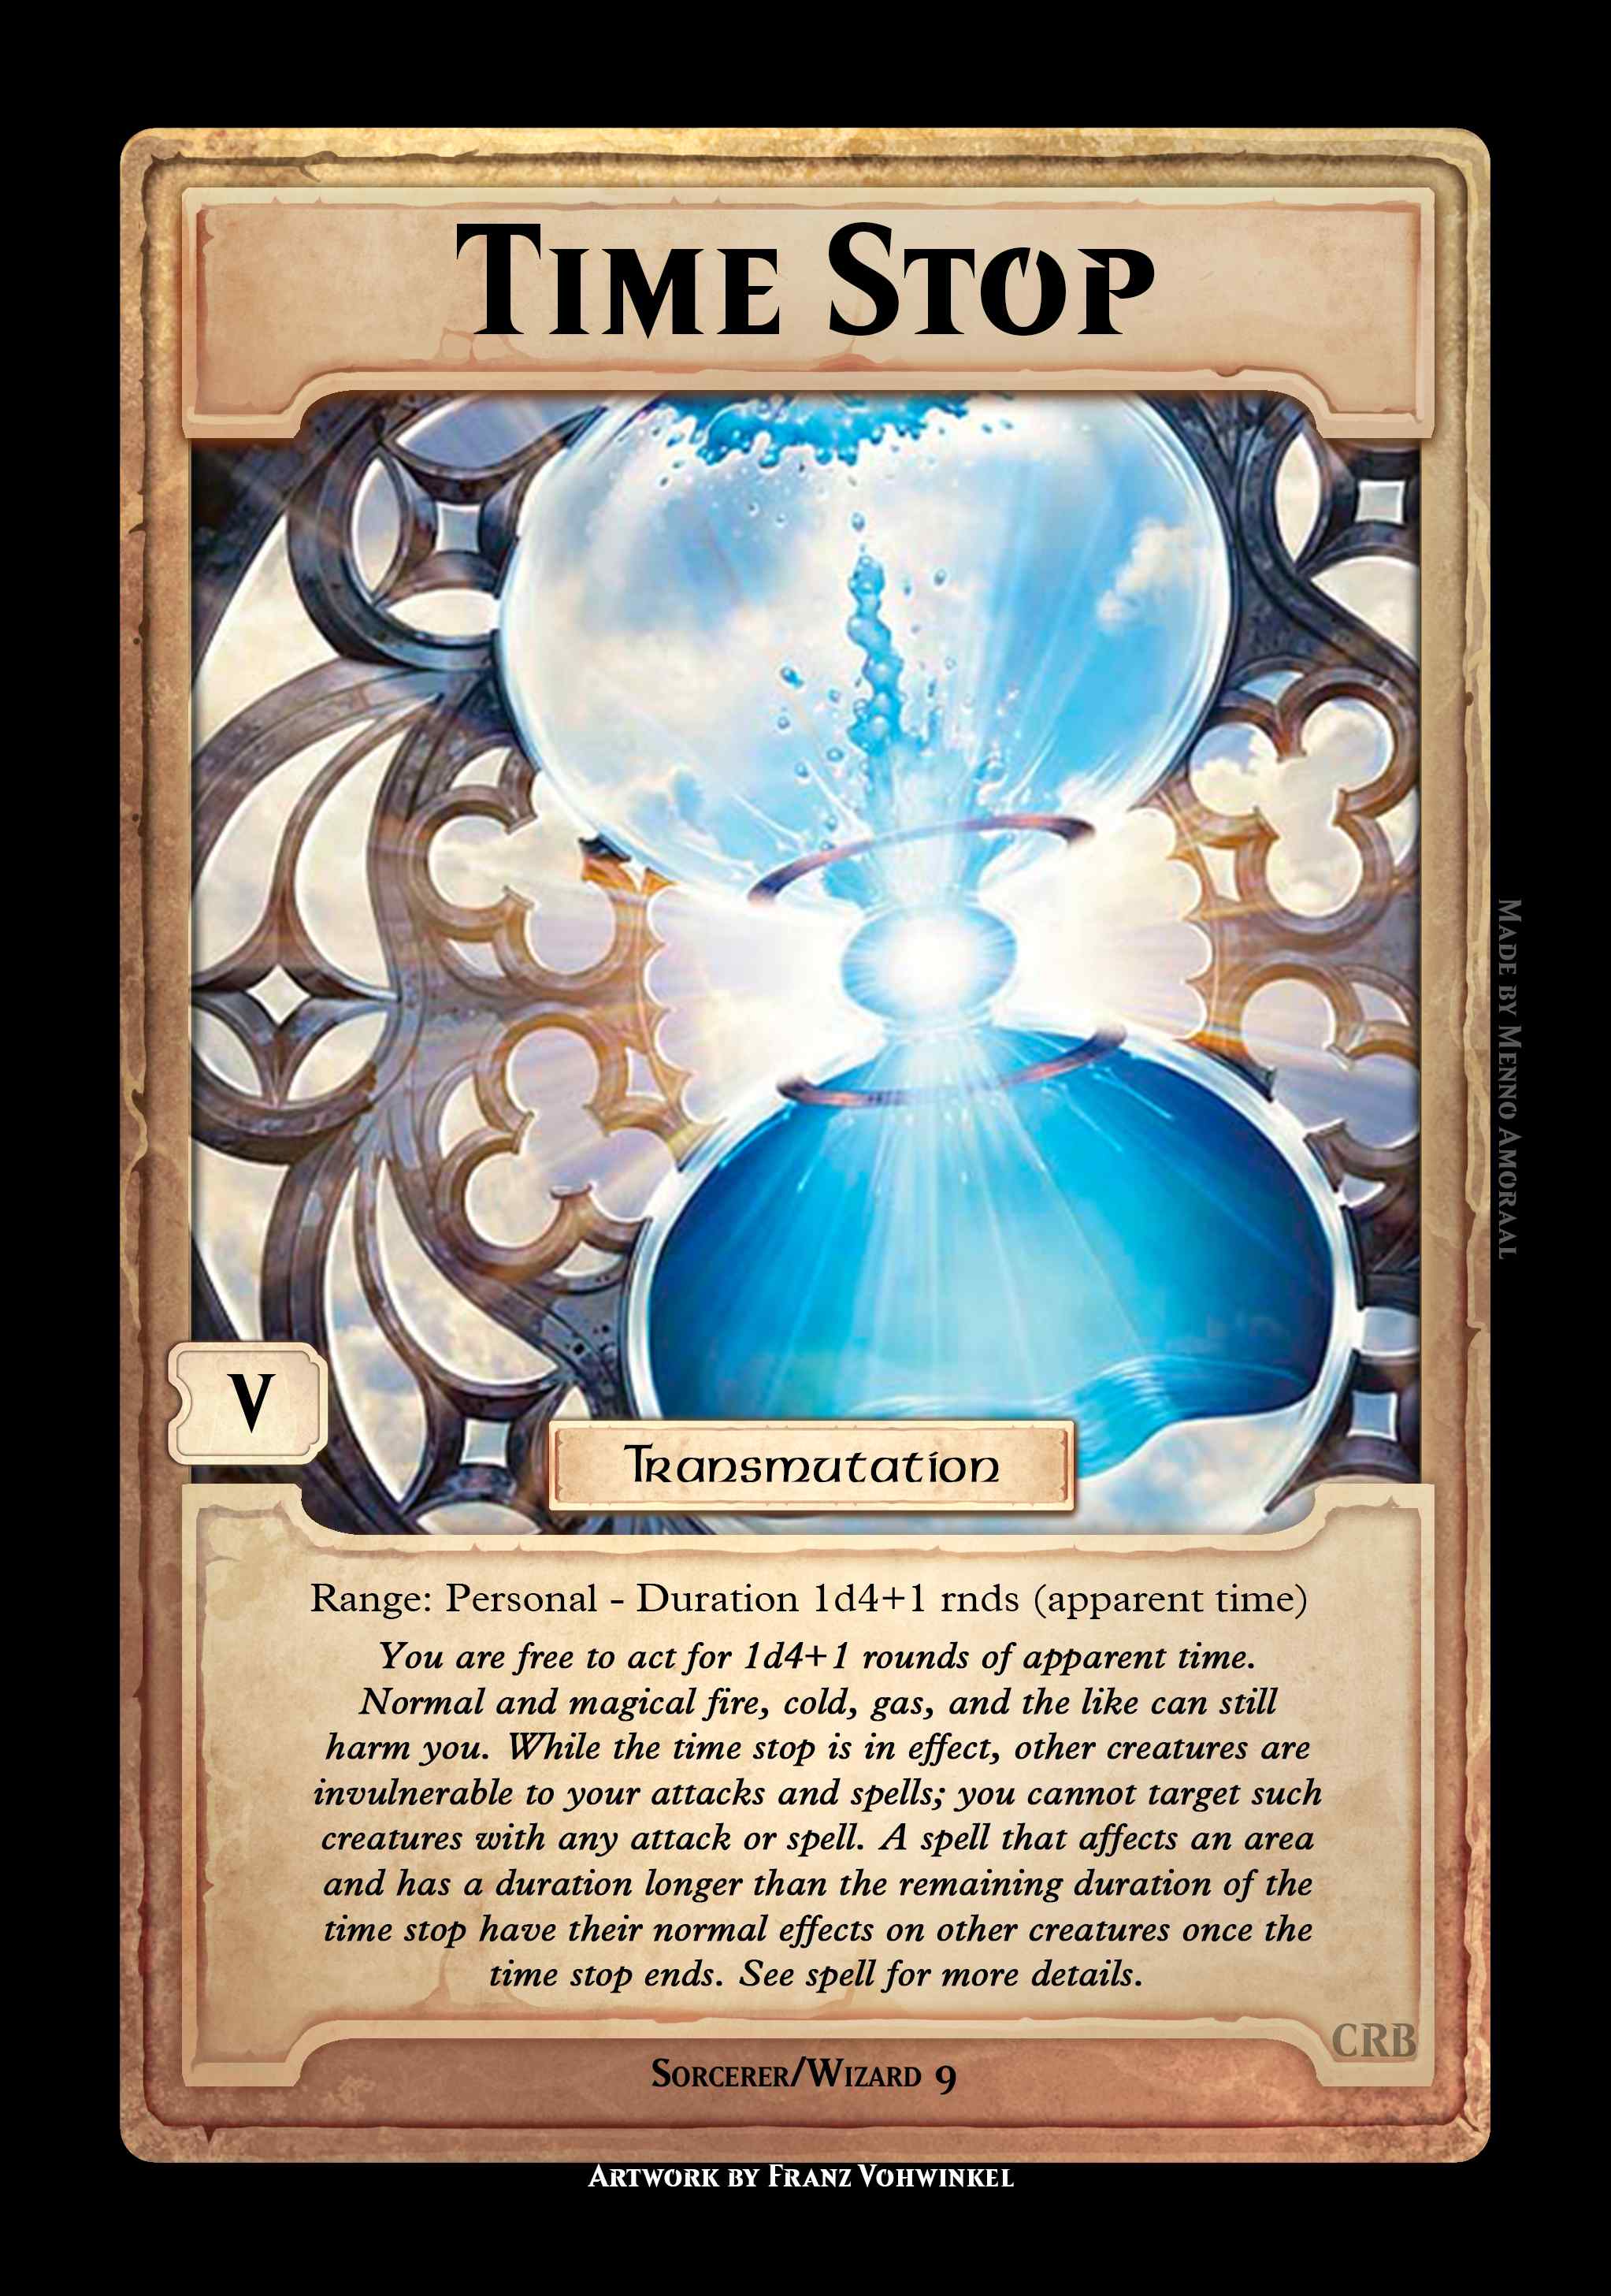 Time Stop
V
Transmutation
Range: Personal - Duration 1d4+1 rnds (apparent time)
You are free to act for 1d4+1 rounds of apparent time.
Normal and magical fire, cold, gas, and the like can still
harm you. While the time stop is in effect, other creatures are
invulnerable to your attacks and spells; you cannot target such
creatures with any attack or spell. A spell that affects an area
and has a duration longer than the remaining duration of the
time stop have their normal effects on other creatures once the
time stop ends. See spell for more details.
CRB
Sorcerer/Wizard 9
Artwork by Franz Vohwinkel
Made by Menno Amoraal